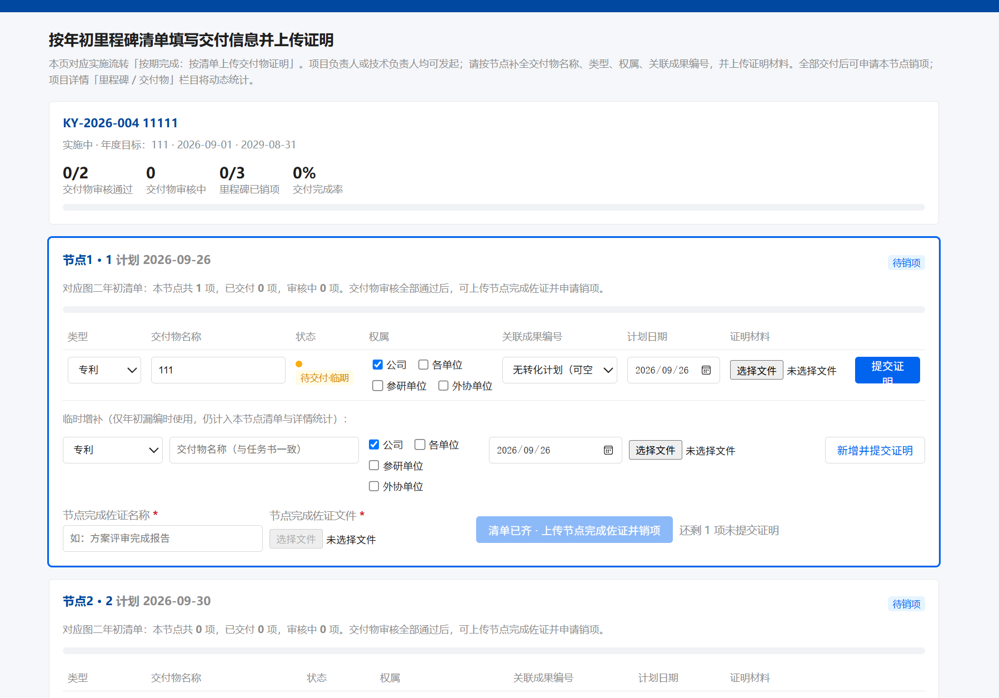 按年初里程碑清单填写交付信息并上传证明
本页对应实施流转「按期完成：按清单上传交付物证明」。项目负责人或技术负责人均可发起；请按节点补全交付物名称、类型、权属、关联成果编号，并上传证明材料。全部交付后可申请本节点销项；
项目详情「里程碑 / 交付物」栏目将动态统计。
KY-2026-004 11111
实施中 · 年度目标：111 · 2026-09-01 · 2029-08-31
0/2 0 0/3 0%
交付物审核通过 交付物审核中 里程碑已销项 交付完成率
节点1 • 1 计划 2026-09-26 待销项
对应图二年初清单：本节点共 1 项，已交付 0 项，审核中 0 项。交付物审核全部通过后，可上传节点完成佐证并申请销项。
类型 交付物名称 状态 权属 关联成果编号 计划日期 证明材料
专利 111 待交付·临期 公司 各单位 参研单位 外协单位 无转化计划（可空 2026/09/26 选择文件 未选择文件 提交证明
临时增补（仅年初漏编时使用，仍计入本节点清单与详情统计）：
专利 交付物名称（与任务书一致） 公司 各单位 2026/09/26 选择文件 未选择文件 新增并提交证明
参研单位
外协单位
节点完成佐证名称 * 节点完成佐证文件 *
如：方案评审完成报告 选择文件 未选择文件 清单已齐 · 上传节点完成佐证并销项 还剩 1 项未提交证明
节点2 • 2 计划 2026-09-30 待销项
对应图二年初清单：本节点共 0 项，已交付 0 项，审核中 0 项。交付物审核全部通过后，可上传节点完成佐证并申请销项。
类型 交付物名称 状态 权属 关联成果编号 计划日期 证明材料